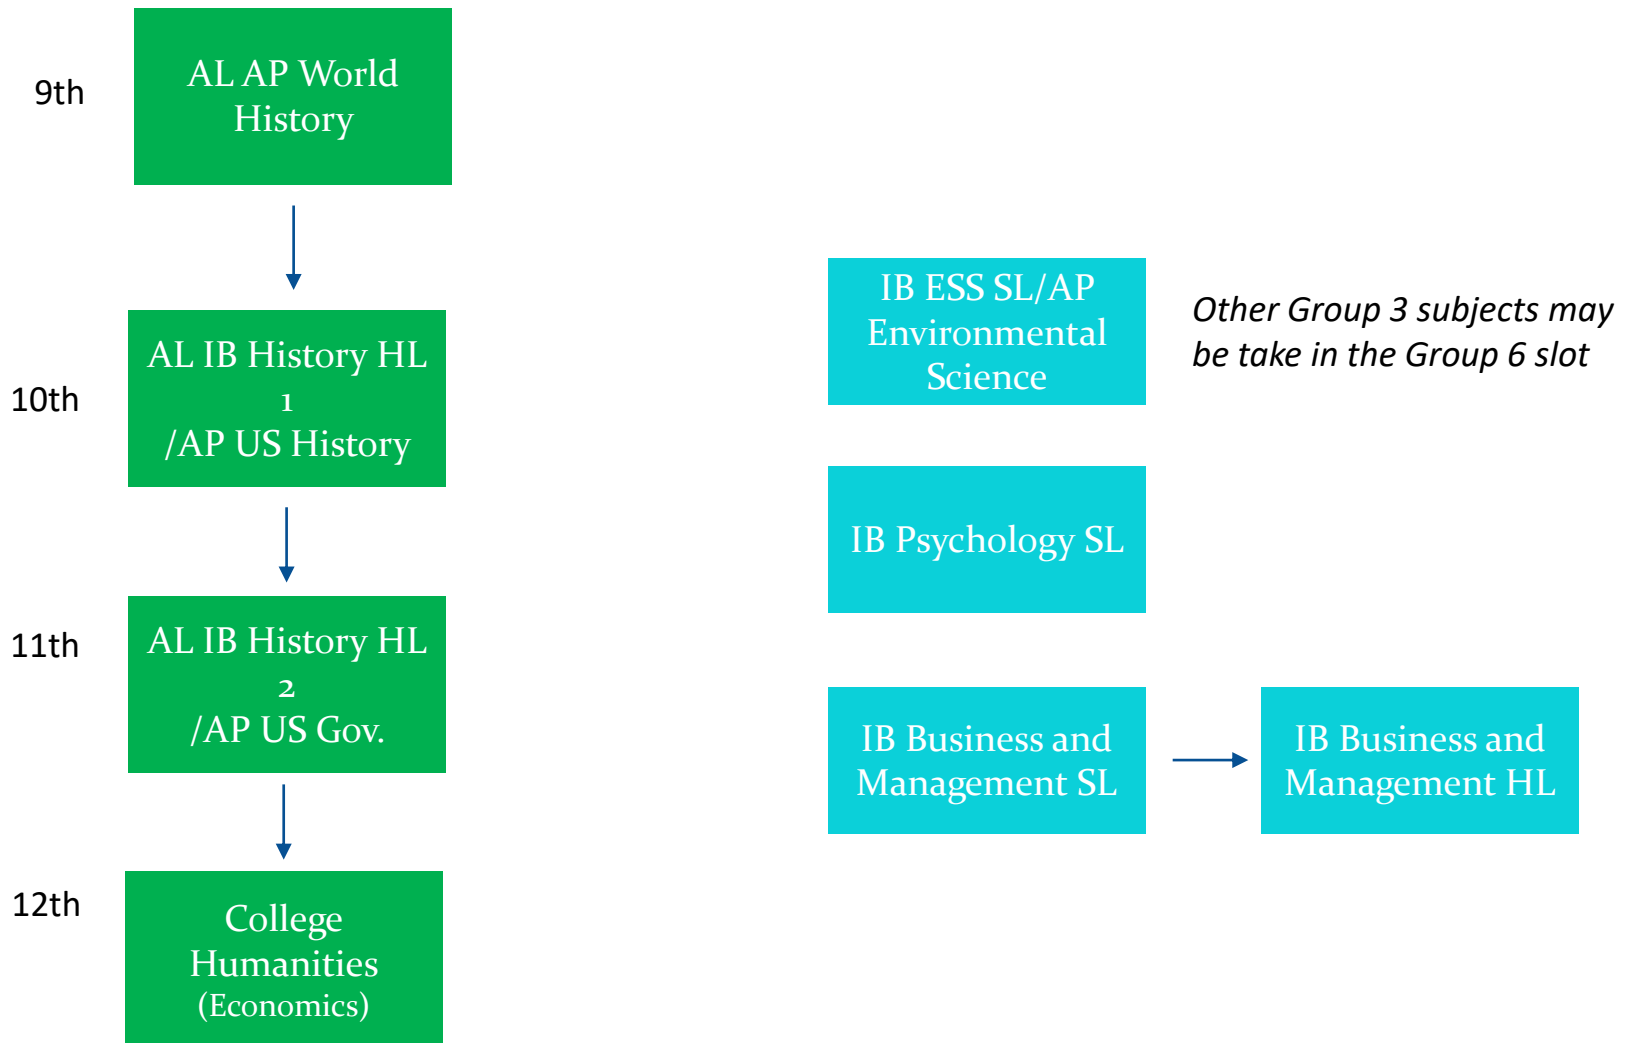 9th
AL AP World
History
10th
AL IB History HL
1
/AP US History
11th
AL IB History HL
2
/AP US Gov.
12th
College
Humanities
(Economics)
IB ESS SL/AP
Environmental
Science
Other Group 3 subjects may
be take in the Group 6 slot
IB Psychology SL
IB Business and
Management SL
IB Business and
Management HL